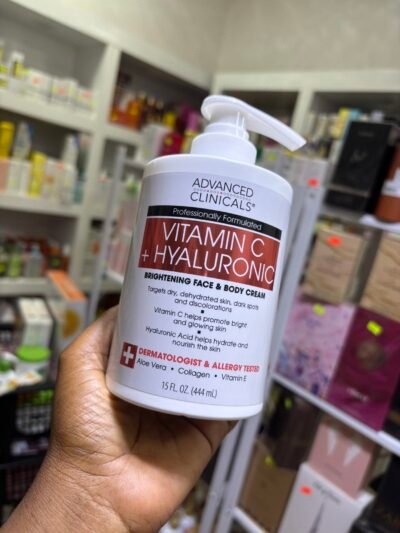 ADVANCED
CLINICALS®
Professionally Formulated
VITAMIN C
+ HYALURONIC
BRIGHTENING FACE & BODY CREAM
Targets dry, dehydrated skin, dark spots
and discolorations
Vitamin C helps promote bright
and glowing skin
Hyaluronic Acid helps hydrate and
nourish the skin
DERMATOLOGIST & ALLERGY TESTED
Aloe Vera • Collagen • Vitamin E
15 FL. OZ. (444 mL)